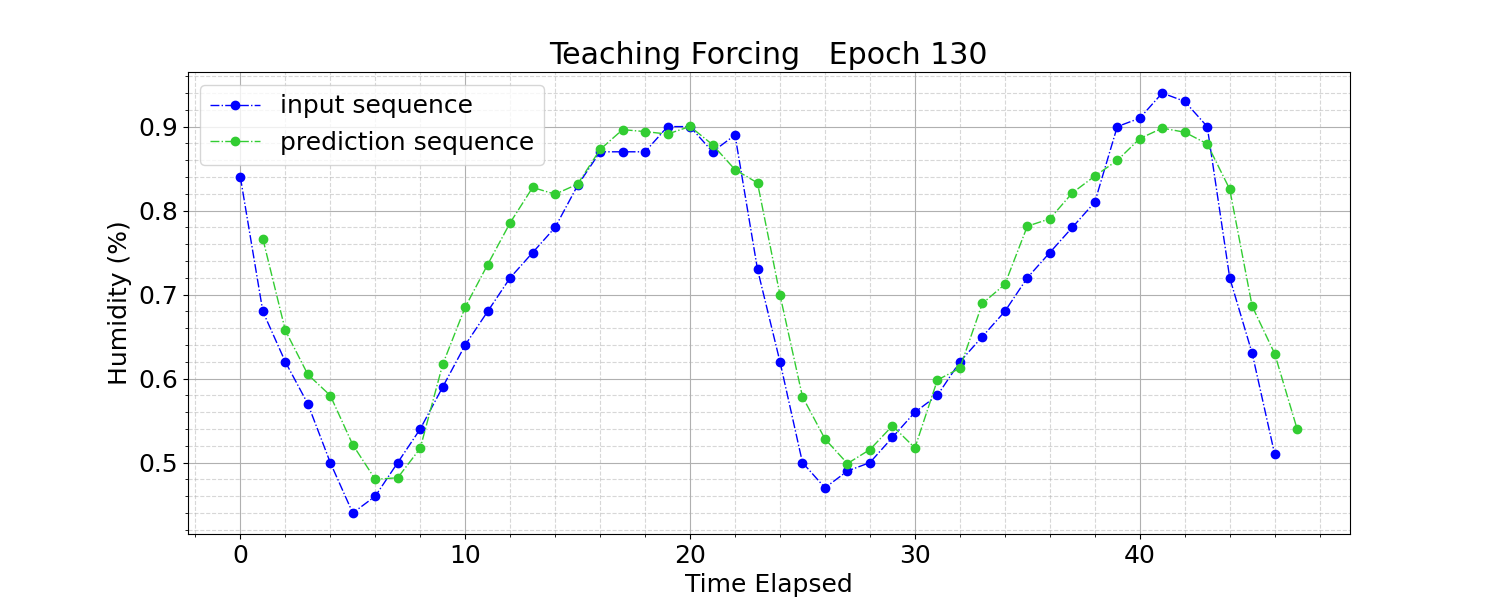 Teaching Forcing   Epoch 130
input sequence
prediction sequence
Humidity (%)
0.9
0.8
0.7
0.6
0.5
0 10 20 30 40
Time Elapsed